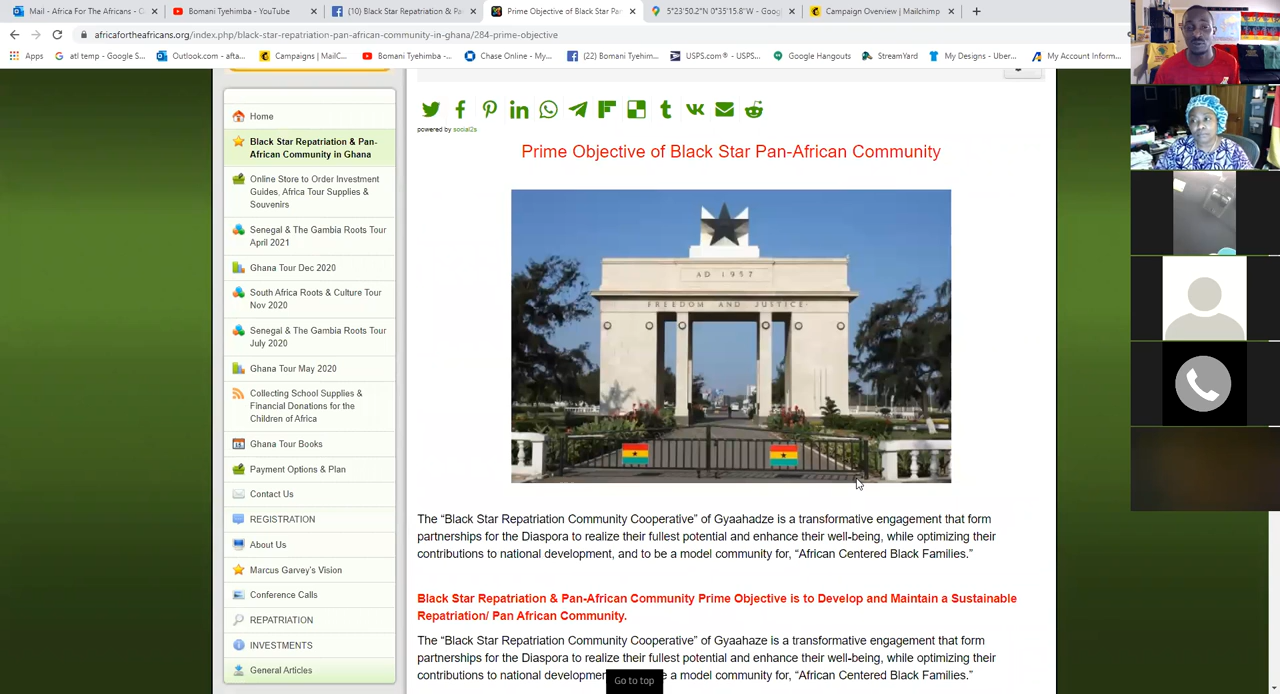 Mail - Africa For The Africans - O
Bomani Tyehimba - YouTube
(10) Black Star Repatriation & Pa
Prime Objective of Black Star Pan
5°23'50.2"N 0°35'15.8"W - Goog
Campaign Overview | Mailchimp
africafortheafricans.org/index.php/black-star-repatriation-pan-african-community-in-ghana/284-prime-objective
Apps
atl temp - Google S...
Outlook.com - afta...
Campaigns | MailC...
Bomani Tyehimba -...
Chase Online - My...
(22) Bomani Tyehim...
USPS.com® - USPS...
Google Hangouts
StreamYard
My Designs - Uber...
My Account Inform...
powered by social2s
Home
Black Star Repatriation & Pan-
African Community in Ghana
Online Store to Order Investment
Guides, Africa Tour Supplies &
Souvenirs
Senegal & The Gambia Roots Tour
April 2021
Ghana Tour Dec 2020
South Africa Roots & Culture Tour
Nov 2020
Senegal & The Gambia Roots Tour
July 2020
Ghana Tour May 2020
Collecting School Supplies &
Financial Donations for the
Children of Africa
Ghana Tour Books
Payment Options & Plan
Contact Us
REGISTRATION
About Us
Marcus Garvey's Vision
Conference Calls
REPATRIATION
INVESTMENTS
General Articles
Prime Objective of Black Star Pan-African Community
AD 1957
FREEDOM AND JUSTICE
The “Black Star Repatriation Community Cooperative” of Gyaahadze is a transformative engagement that form
partnerships for the Diaspora to realize their fullest potential and enhance their well-being, while optimizing their
contributions to national development, and to be a model community for, “African Centered Black Families.”
Black Star Repatriation & Pan-African Community Prime Objective is to Develop and Maintain a Sustainable
Repatriation/ Pan African Community.
The “Black Star Repatriation Community Cooperative” of Gyaahaze is a transformative engagement that form
partnerships for the Diaspora to realize their fullest potential and enhance their well-being, while optimizing their
contributions to national development, a model community for, “African Centered Black Families.”
Go to top